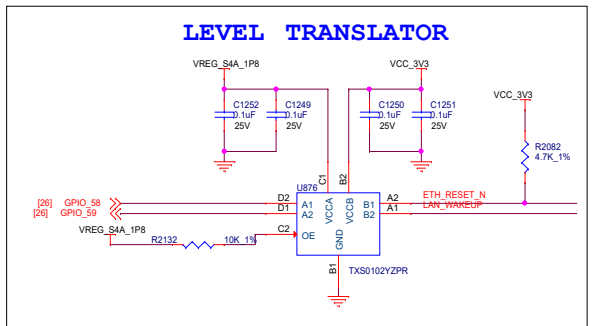 LEVEL TRANSLATOR
VREG_S4A_1P8
VCC_3V3
VCC_3V3
C1252
0.1uF
25V
C1249
0.1uF
25V
C1250
0.1uF
25V
C1251
0.1uF
25V
R2082
4.7K_1%
U876
C1
B2
VCCA
VCCB
[26] GPIO_58
D2
A1
B1
A2
ETH_RESET_N
[26] GPIO_59
D1
A2
B2
A1
LAN_WAKEUP
VREG_S4A_1P8
R2132
10K_1%
C2
OE
GND
B1
TXS0102YZPR